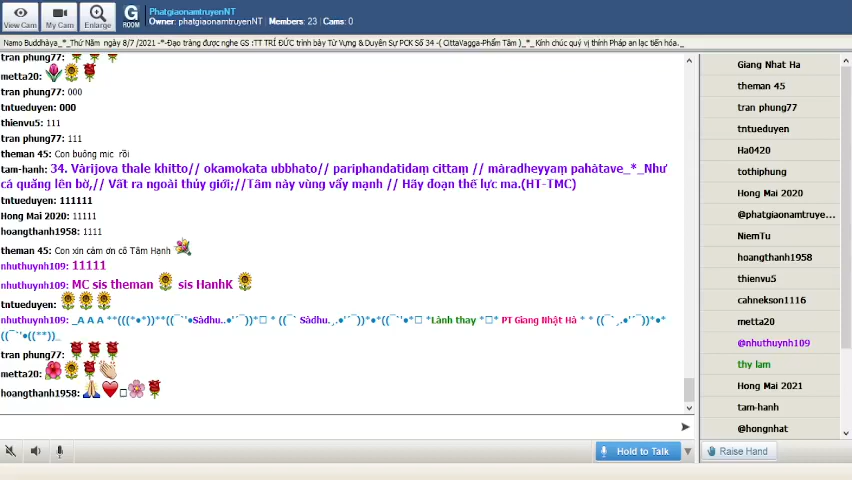 View Cam
My Cam
Enlarge
G
ROOM
PhatgiaonamtruyenNT
Owner: phatgiaonamtruyenNT | Members: 23 | Cams: 0
Namo Buddhàya_*_Thứ Năm ngày 8/7 /2021 -*-Đạo tràng được nghe GS :TT TRÍ ĐỨC trình bày Từ Vựng & Duyên Sự PCK Số 34 -( CittaVagga-Phẩm Tâm )_*_ Kính chúc quý vị thính Pháp an lạc tiến hóa._
tran phung77:
metta20:
tran phung77: 000
tntueduyen: 000
thienvu5: 111
tran phung77: 111
theman 45: Con buông mic rồi
tam-hanh: 34. Vārijova thale khitto// okamokata ubbhato// pariphandatidaṃ cittaṃ // māradheyyaṃ pahātave_*_Như
cá quăng lên bờ,// Vất ra ngoài thủy giới;//Tâm này vùng vẫy mạnh // Hãy đoạn thế lực ma.(HT-TMC)
tntueduyen: 111111
Hong Mai 2020: 11111
hoangthanh1958: 1111
theman 45: Con xin cảm ơn cô Tâm Hạnh
nhuthuynh109: 11111
nhuthuynh109: MC sis theman sis HanhK
tntueduyen:
nhuthuynh109: _A A A **(((*•*))**((¯`'•Sàdhu..•'´¯))*□ * ((¯` Sàdhu.¸.•'´¯))*•*((¯`'•*□ *Lành thay *□* PT Giang Nhật Hà * * ((¯`¸.•'´¯))*•*
((¯`'•((**))_
tran phung77:
metta20:
hoangthanh1958:
Hold to Talk
Raise Hand
Giang Nhat Ha
theman 45
tran phung77
tntueduyen
Ha0420
tothiphung
Hong Mai 2020
@phatgiaonamtruye...
NiemTu
hoangthanh1958
thienvu5
cahnekson1116
metta20
@nhuthuynh109
thy lam
Hong Mai 2021
tam-hanh
@hongnhat